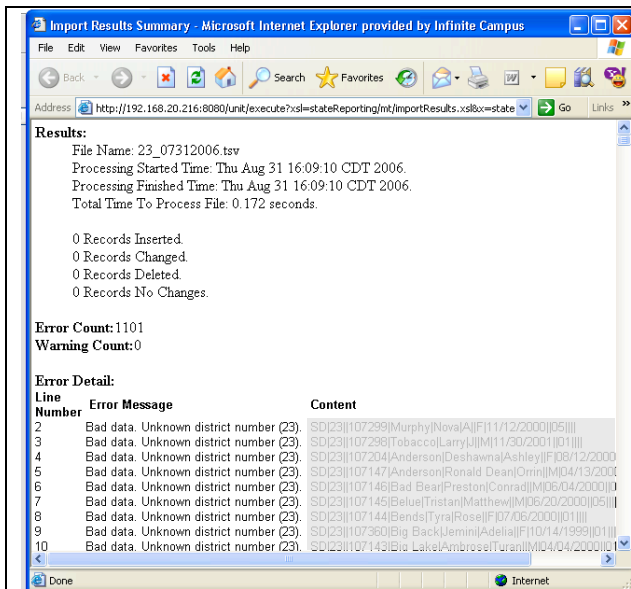 Import Results Summary - Microsoft Internet Explorer provided by Infinite Campus
File Edit View Favorites Tools Help
Back Search Favorites
Address http://192.168.20.216:8080/unit/execute?xsl=stateReporting/mt/importResults.xsl&x=state Go Links »
Results:
File Name: 23_07312006.tsv
Processing Started Time: Thu Aug 31 16:09:10 CDT 2006.
Processing Finished Time: Thu Aug 31 16:09:10 CDT 2006.
Total Time To Process File: 0.172 seconds.
0 Records Inserted.
0 Records Changed.
0 Records Deleted.
0 Records No Changes.
Error Count:1101
Warning Count:0
Error Detail:
Line Number Error Message Content
2 Bad data. Unknown district number (23). SD|23||107299|Murphy|Nova|A||F|11/12/2000||05||||
3 Bad data. Unknown district number (23). SD|23||107298|Tobacco|Larry|J||M|11/30/2001||01||||
4 Bad data. Unknown district number (23). SD|23||107204|Anderson|Deshawna|Ashley||F|08/12/2000
5 Bad data. Unknown district number (23). SD|23||107147|Anderson|Ronald Dean|Orrin||M|04/13/200
6 Bad data. Unknown district number (23). SD|23||107146|Bad Bear|Preston|Conrad||M|06/04/2000||0
7 Bad data. Unknown district number (23). SD|23||107145|Belue|Tristan|Matthew||M|06/20/2000||05||||
8 Bad data. Unknown district number (23). SD|23||107144|Bends|Tyra|Rose||F|07/06/2000||01||||
9 Bad data. Unknown district number (23). SD|23||107360|Big Back|Jemini|Adelia||F|10/14/1999||01||||
10 Bad data. Unknown district number (23). SD|23||107143|Big Lake|Ambrose|Turan||M|04/04/2000||01
Done Internet